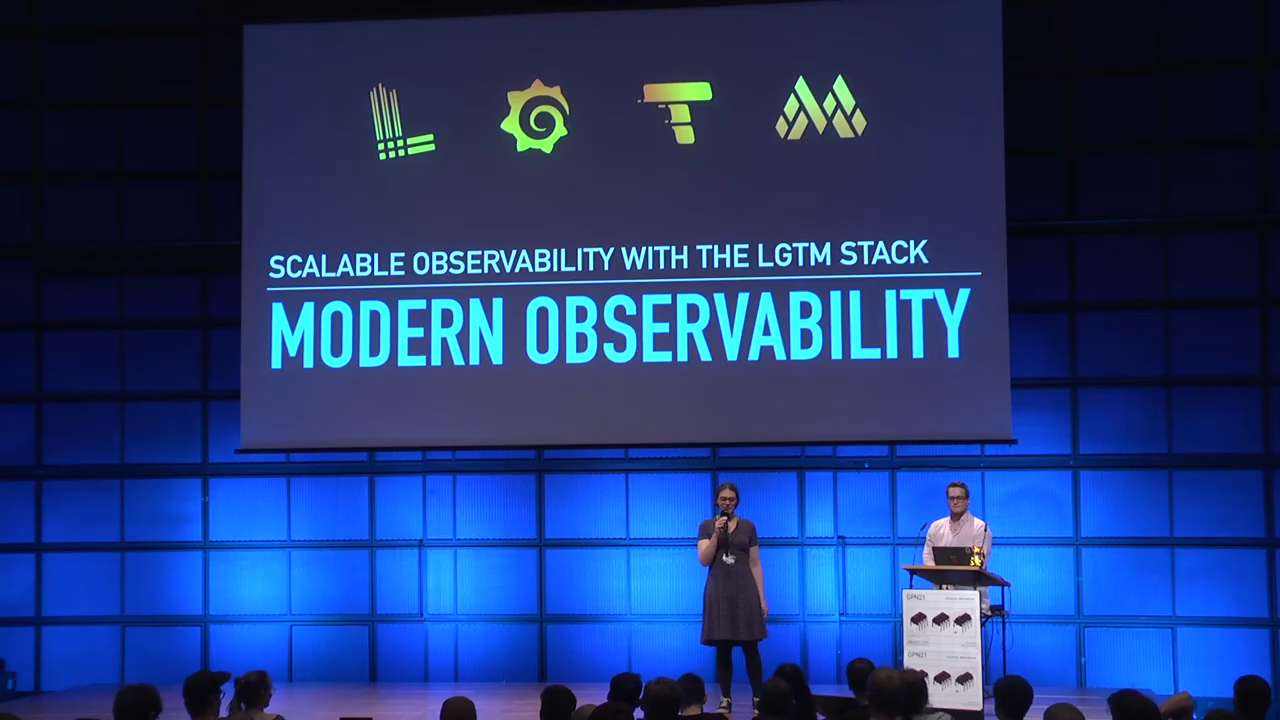 SCALABLE OBSERVABILITY WITH THE LGTM STACK
MODERN OBSERVABILITY
GPN21
GPN21